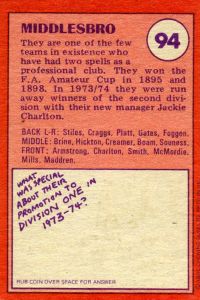 MIDDLESBRO
94
They are one of the few
teams in existence who
have had two spells as a
professional club. They won the
F.A. Amateur Cup in 1895
and 1898. In 1973/74 they were run
away winners of the second divi-
sion with their new manager Jackie
Charlton.
BACK L-R: Stiles, Craggs, Platt, Gates, Foggon.
MIDDLE: Brine, Hickton, Creamer, Boam, Souness.
FRONT: Armstrong, Charlton, Smith, McMordie,
Mills, Maddren.
WHAT
WAS SPECIAL
ABOUT THEIR
PROMOTION TO
DIVISION ONE IN
1973-74?
RUB COIN OVER SPACE FOR ANSWER